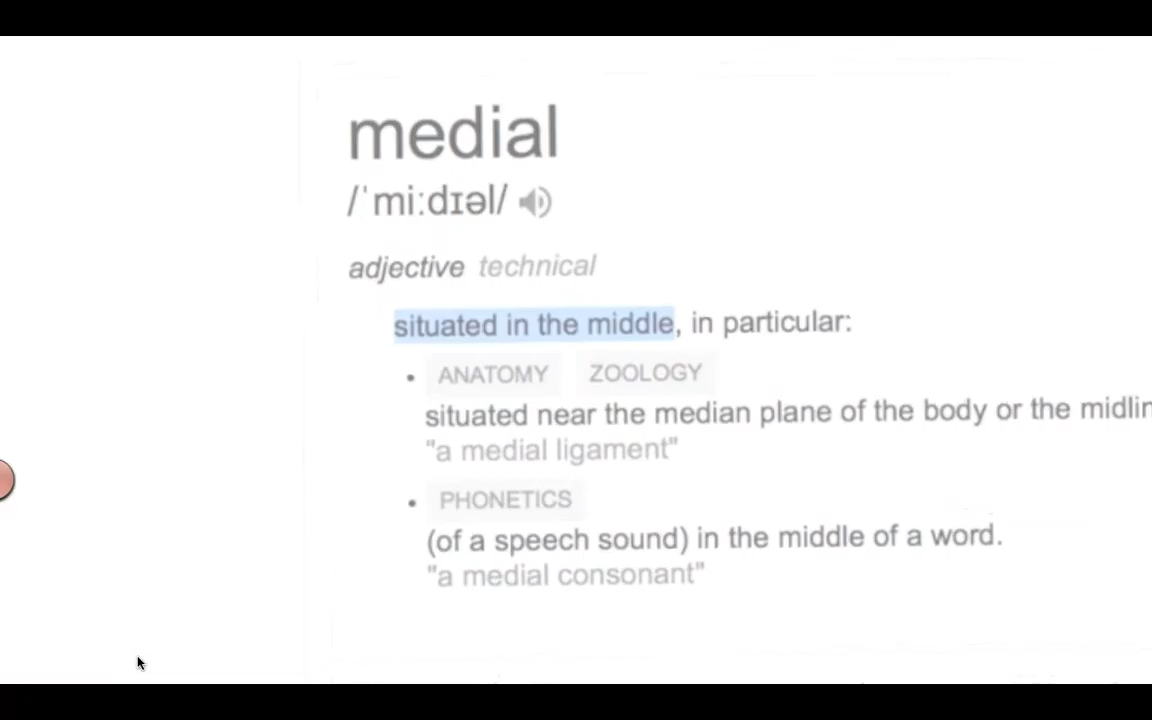 medial
/ˈmiːdɪəl/
adjective technical
situated in the middle, in particular:
• ANATOMY ZOOLOGY
situated near the median plane of the body or the
"a medial ligament"
• PHONETICS
(of a speech sound) in the middle of a word.
"a medial consonant"